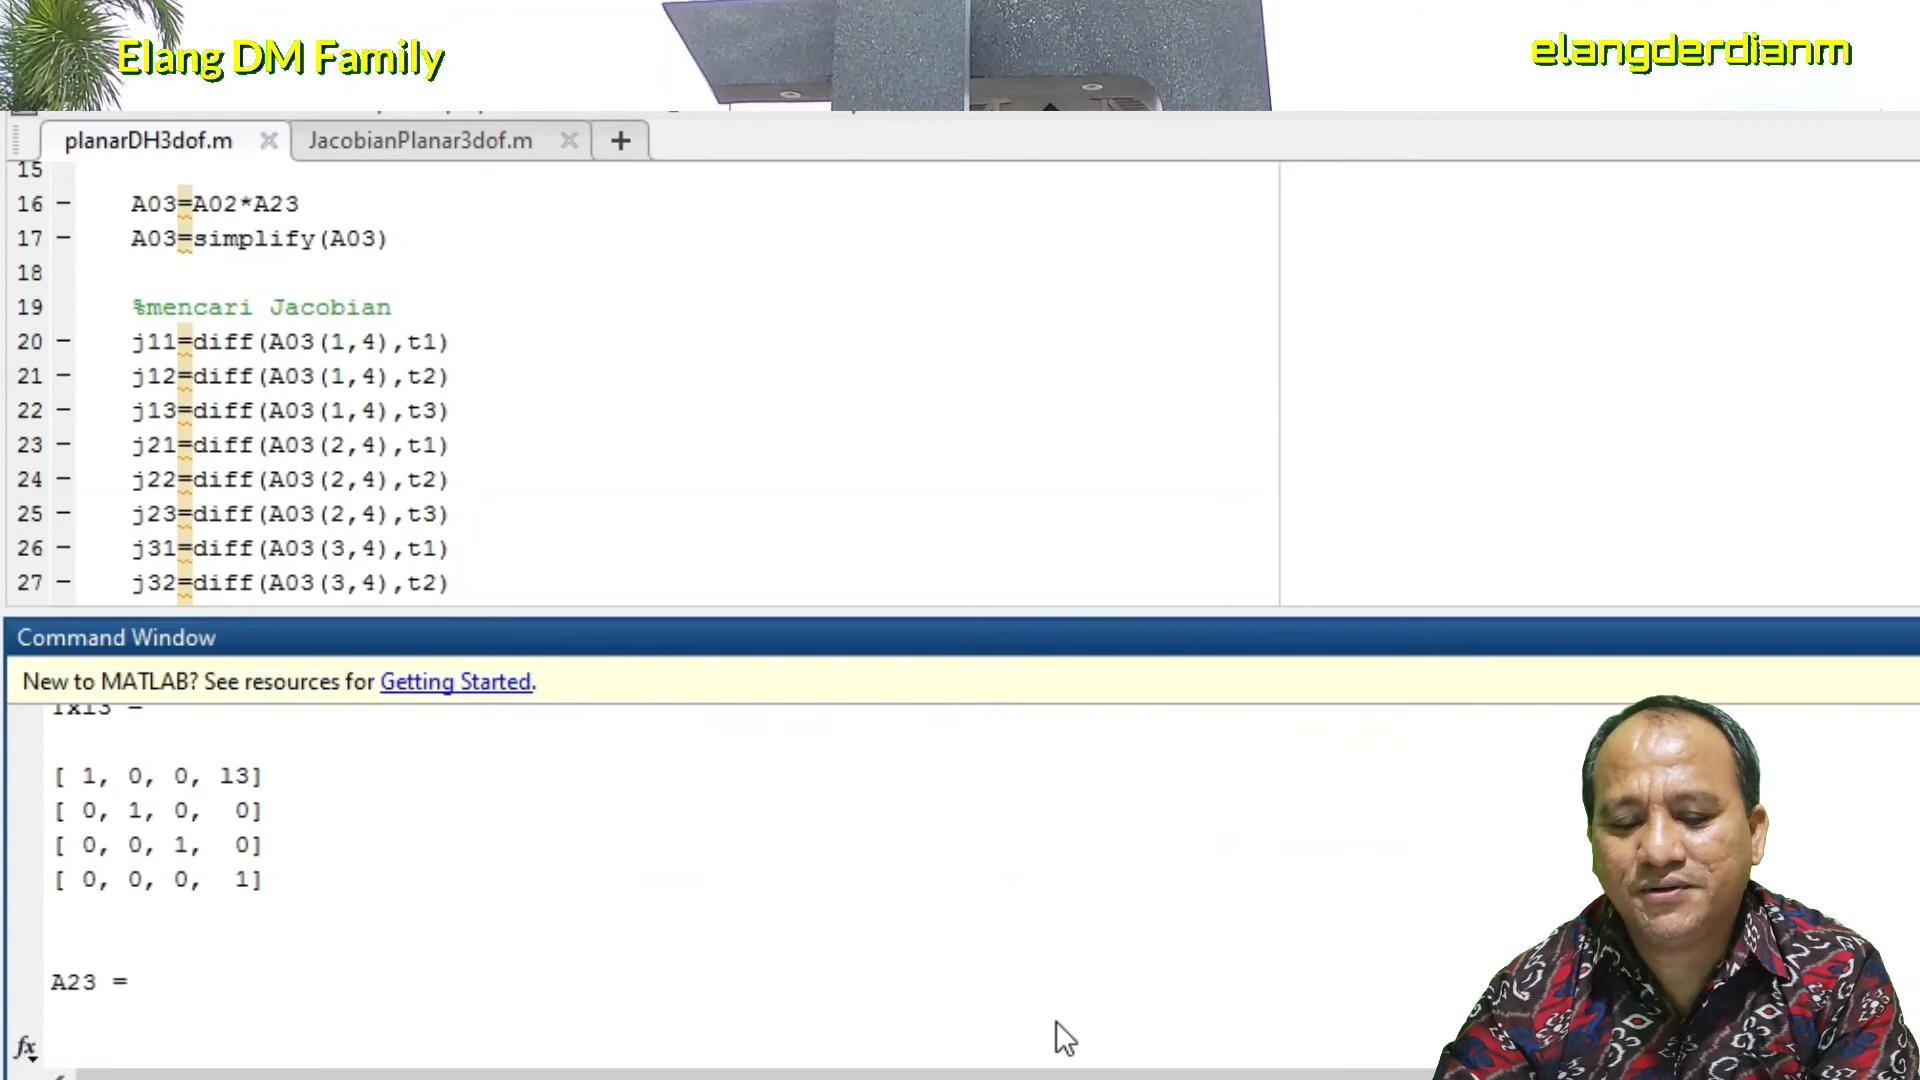 Elang DM Family
elangderdianm
planarDH3dof.m
JacobianPlanar3dof.m
15
16 - A03=A02*A23
17 - A03=simplify(A03)
18
19 %mencari Jacobian
20 - j11=diff(A03(1,4),t1)
21 - j12=diff(A03(1,4),t2)
22 - j13=diff(A03(1,4),t3)
23 - j21=diff(A03(2,4),t1)
24 - j22=diff(A03(2,4),t2)
25 - j23=diff(A03(2,4),t3)
26 - j31=diff(A03(3,4),t1)
27 - j32=diff(A03(3,4),t2)
Command Window
New to MATLAB? See resources for Getting Started.
[ 1, 0, 0, l3]
[ 0, 1, 0, 0]
[ 0, 0, 1, 0]
[ 0, 0, 0, 1]
A23 =
fx